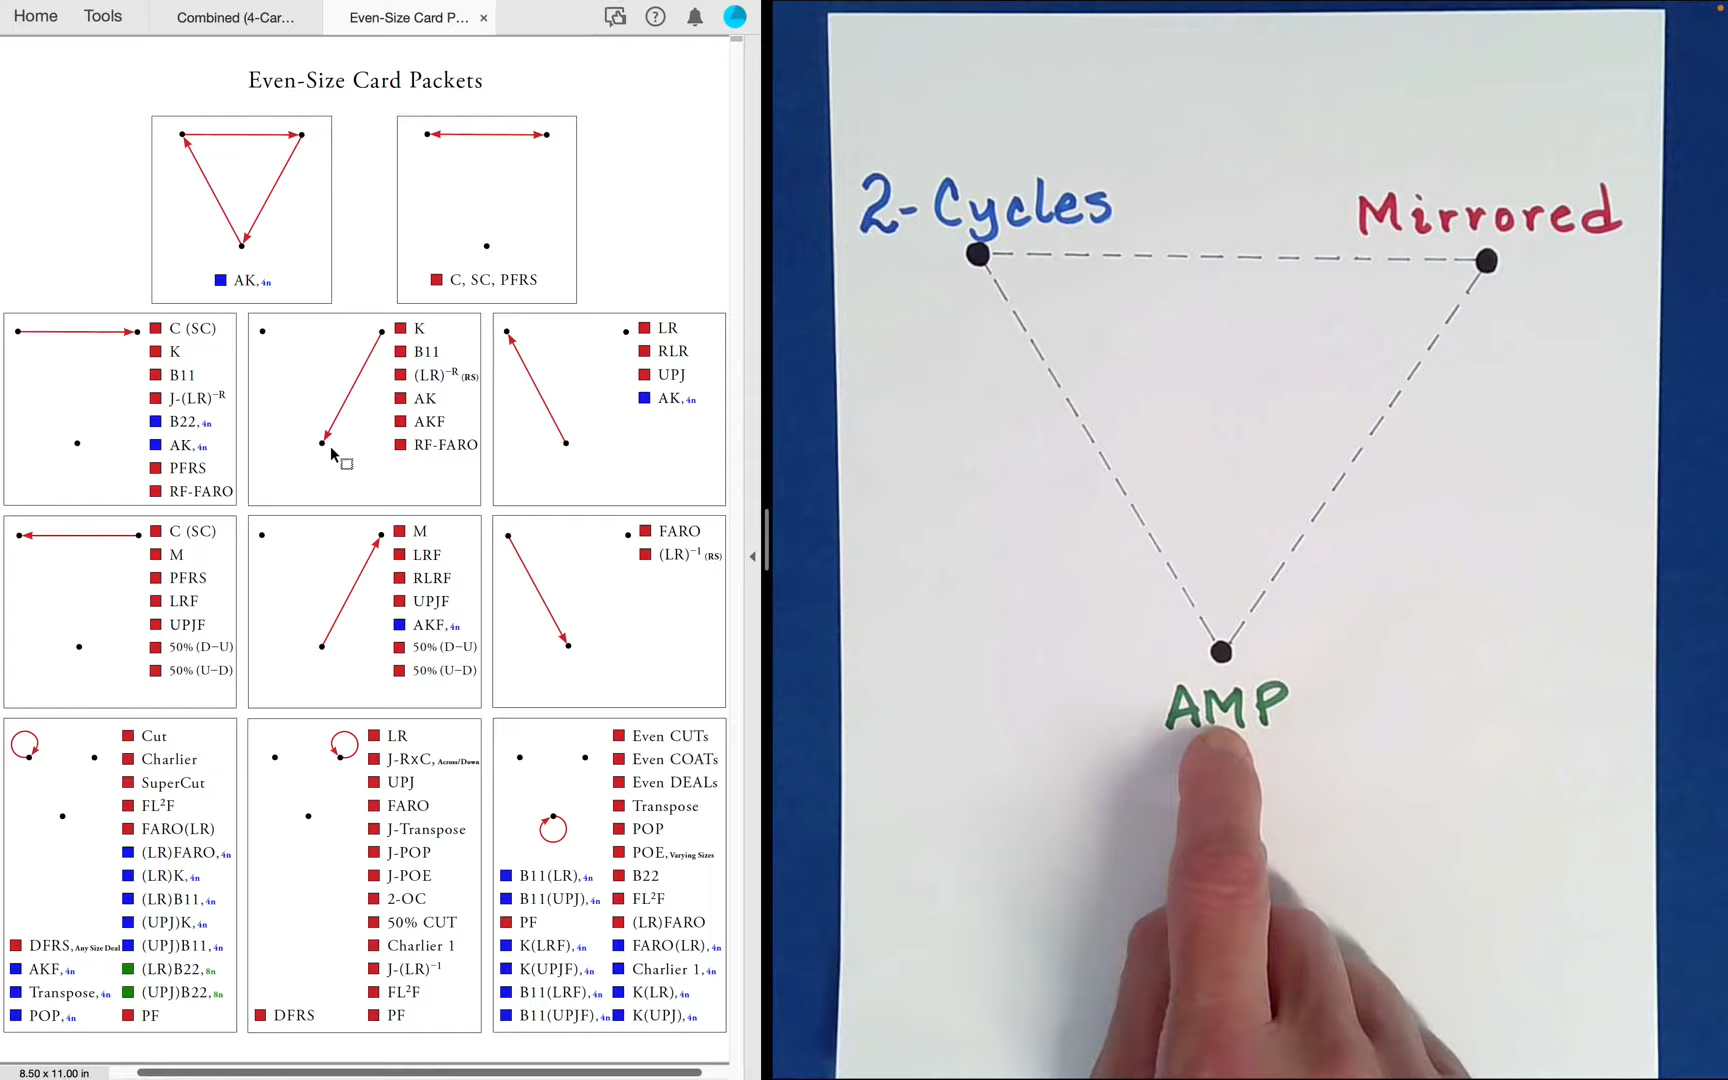 Home Tools Combined (4-Car... Even-Size Card P... ×
Even-Size Card Packets
AK, 4n
C, SC, PFRS
C (SC)
K
B11
J-(LR)⁻ᴿ
B22, 4n
AK, 4n
PFRS
RF-FARO
K
B11
(LR)⁻ᴿ (RS)
AK
AKF
RF-FARO
LR
RLR
UPJ
AK, 4n
C (SC)
M
PFRS
LRF
UPJF
50% (D−U)
50% (U−D)
M
LRF
RLRF
UPJF
AKF, 4n
50% (D−U)
50% (U−D)
FARO
(LR)⁻¹ (RS)
Cut
Charlier
SuperCut
FL²F
FARO(LR)
(LR)FARO, 4n
(LR)K, 4n
(LR)B11, 4n
(UPJ)K, 4n
DFRS, Any Size Deal (UPJ)B11, 4n
AKF, 4n (LR)B22, 8n
Transpose, 4n (UPJ)B22, 8n
POP, 4n PF
LR
J-RxC, Across/Down
UPJ
FARO
J-Transpose
J-POP
J-POE
2-OC
50% CUT
Charlier 1
J-(LR)⁻¹
FL²F
DFRS PF
Even CUTs
Even COATs
Even DEALs
Transpose
POP
POE, Varying Sizes
B11(LR), 4n B22
B11(UPJ), 4n FL²F
PF (LR)FARO
K(LRF), 4n FARO(LR), 4n
K(UPJF), 4n Charlier 1, 4n
B11(LRF), 4n K(LR), 4n
B11(UPJF), 4n K(UPJ), 4n
8.50 x 11.00 in
2-Cycles
Mirrored
AMP